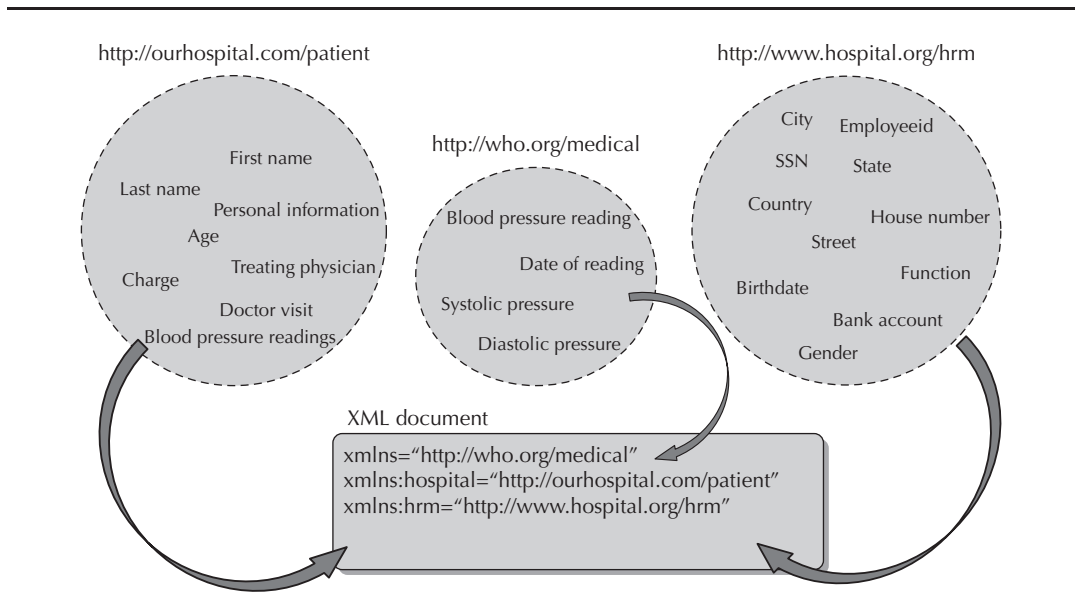 http://ourhospital.com/patient
First name
Last name
Personal information
Age
Treating physician
Charge
Doctor visit
Blood pressure readings
http://who.org/medical
Blood pressure reading
Date of reading
Systolic pressure
Diastolic pressure
http://www.hospital.org/hrm
City
Employeeid
SSN
State
Country
House number
Street
Function
Birthdate
Bank account
Gender
XML document
xmlns=“http://who.org/medical”
xmlns:hospital=“http://ourhospital.com/patient”
xmlns:hrm=“http://www.hospital.org/hrm”